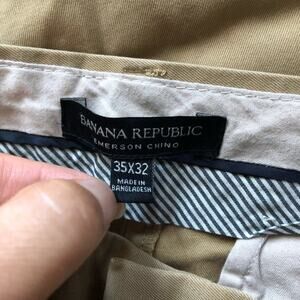 BANANA REPUBLIC
EMERSON CHINO
35X32
MADE IN
BANGLADESH